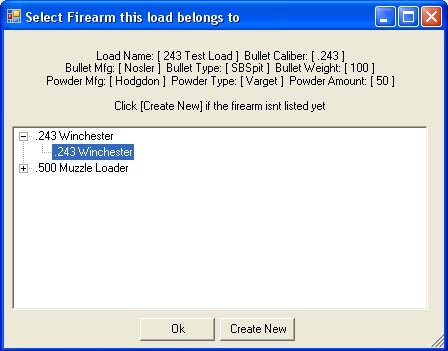 Select Firearm this load belongs to
Load Name: [ 243 Test Load ] Bullet Caliber: [ .243 ]
Bullet Mfg: [ Nosler ] Bullet Type: [ SBSpit ] Bullet Weight: [ 100 ]
Powder Mfg: [ Hodgdon ] Powder Type: [ Varget ] Powder Amount: [ 50 ]
Click [Create New] if the firearm isnt listed yet
.243 Winchester
.243 Winchester
.500 Muzzle Loader
Ok
Create New